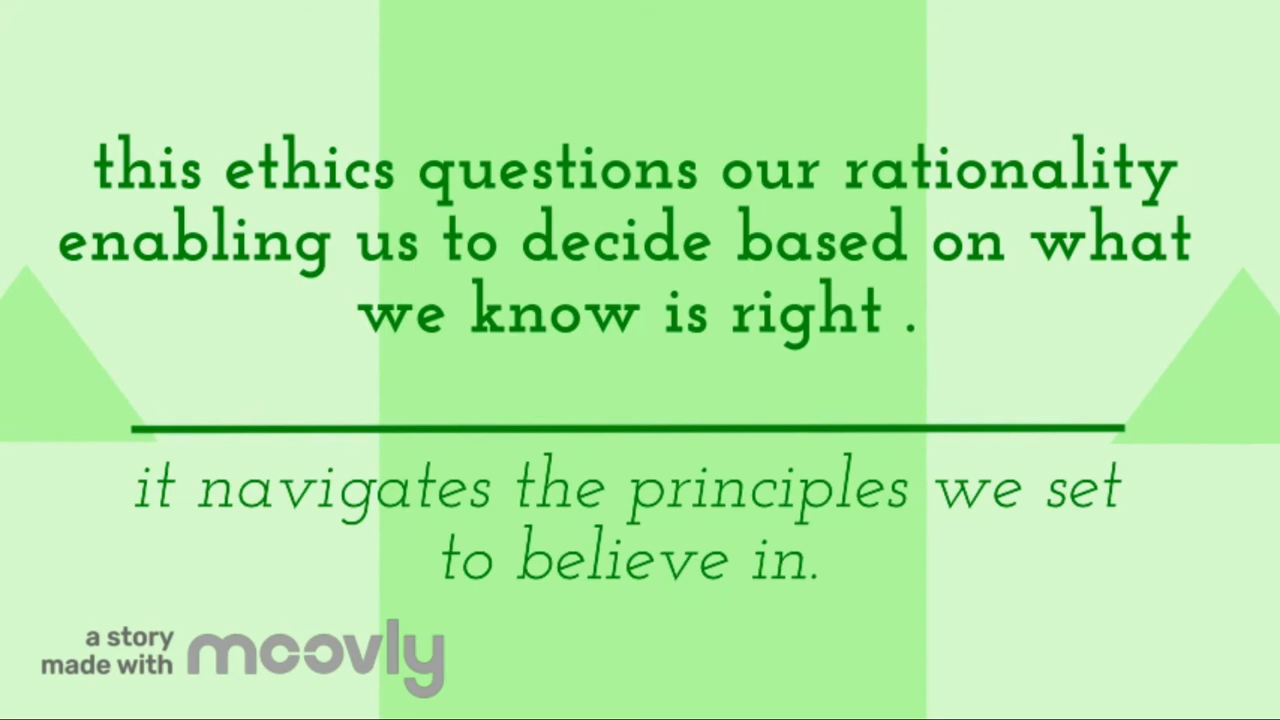 this ethics questions our rationality
enabling us to decide based on what
we know is right .
it navigates the principles we set
to believe in.
a story
made with moovly